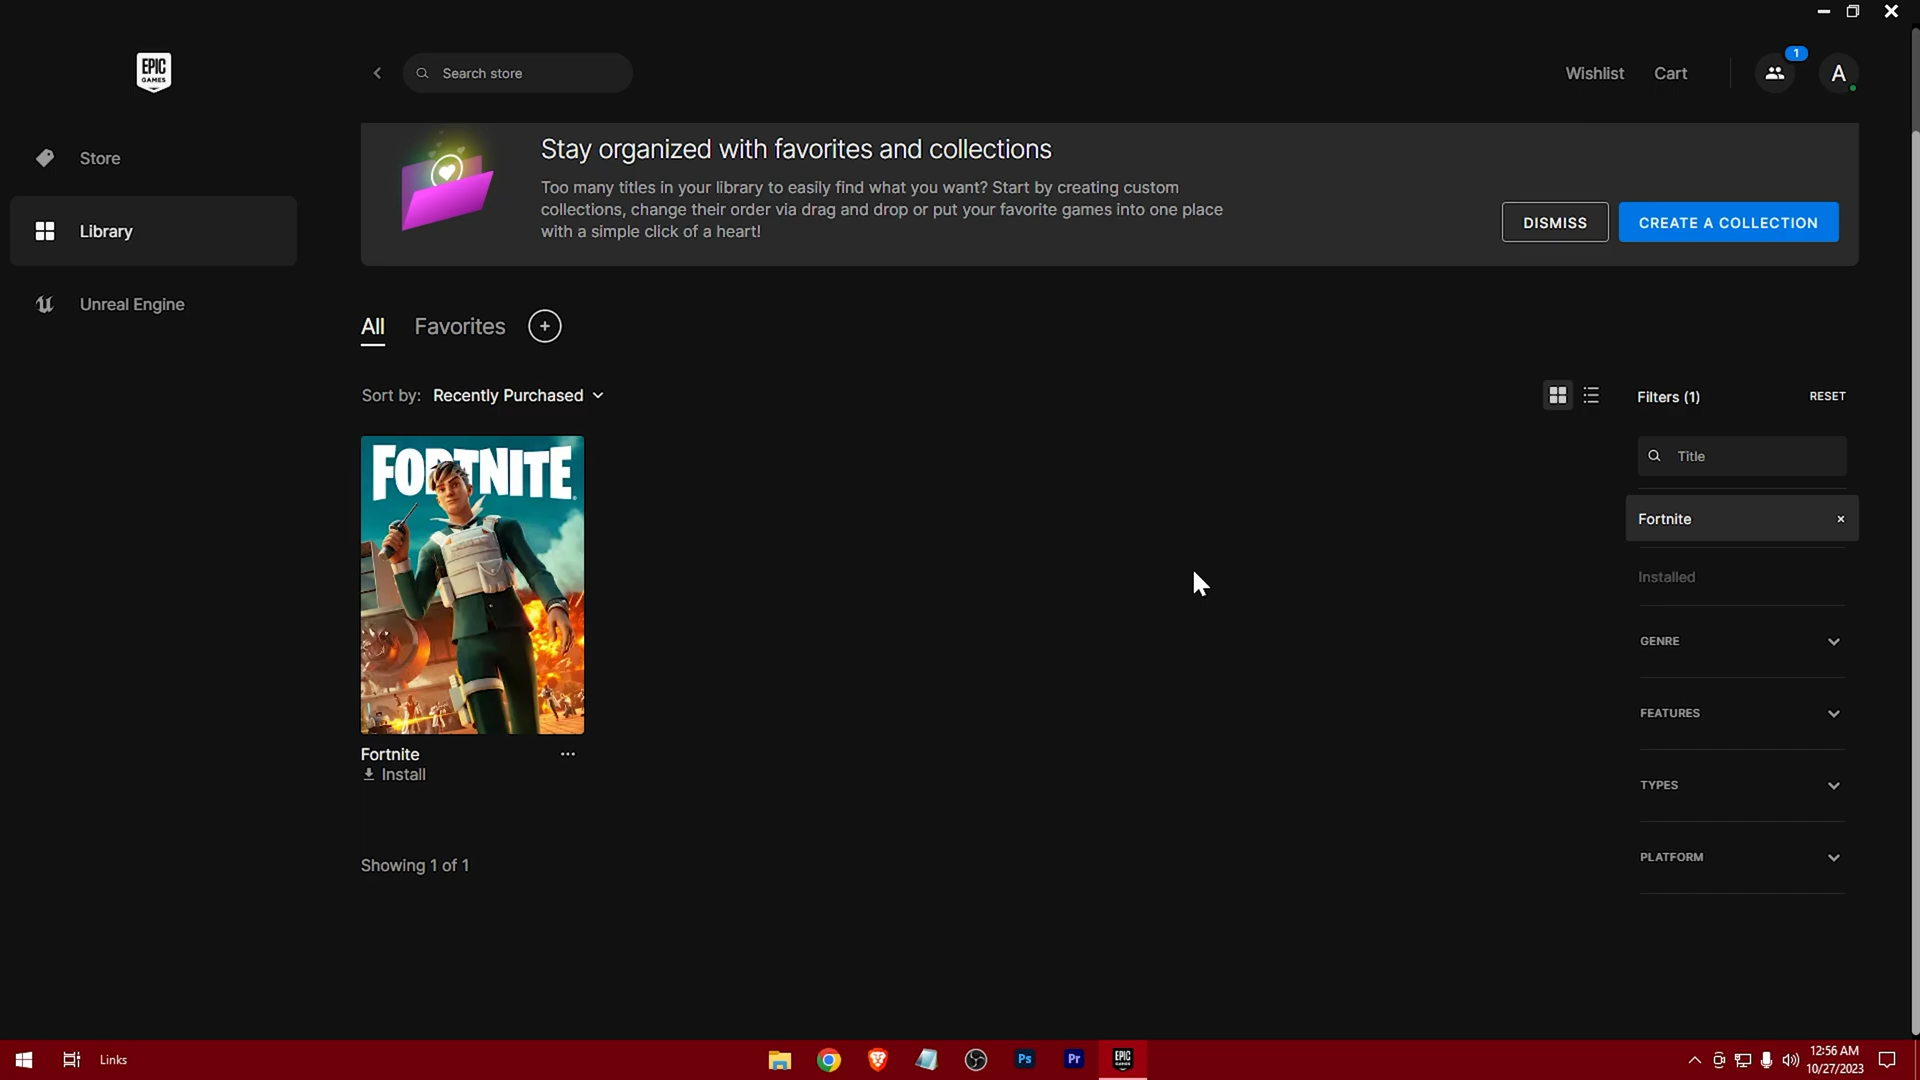 EPIC
GAMES
Search store
Wishlist
Cart
1
A
Store
Library
Unreal Engine
Stay organized with favorites and collections
Too many titles in your library to easily find what you want? Start by creating custom
collections, change their order via drag and drop or put your favorite games into one place
with a simple click of a heart!
DISMISS
CREATE A COLLECTION
All
Favorites
+
Sort by: Recently Purchased
Filters (1)
RESET
Title
Fortnite
Installed
GENRE
FEATURES
TYPES
PLATFORM
FORTNITE
Fortnite
Install
Showing 1 of 1
Links
Ps
Pr
EPIC
GAMES
12:56 AM
10/27/2023